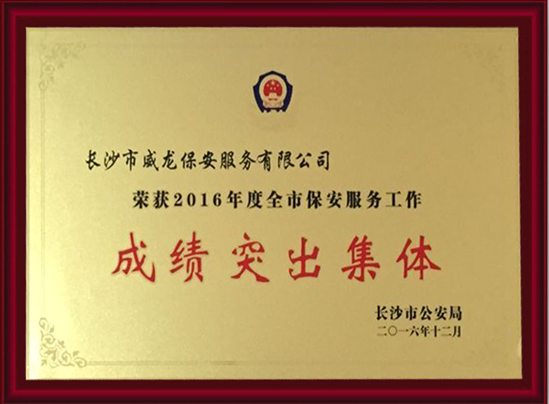 长沙市威龙保安服务有限公司
荣获2016年度全市保安服务工作
成绩突出集体
长沙市公安局
二〇一六年十二月